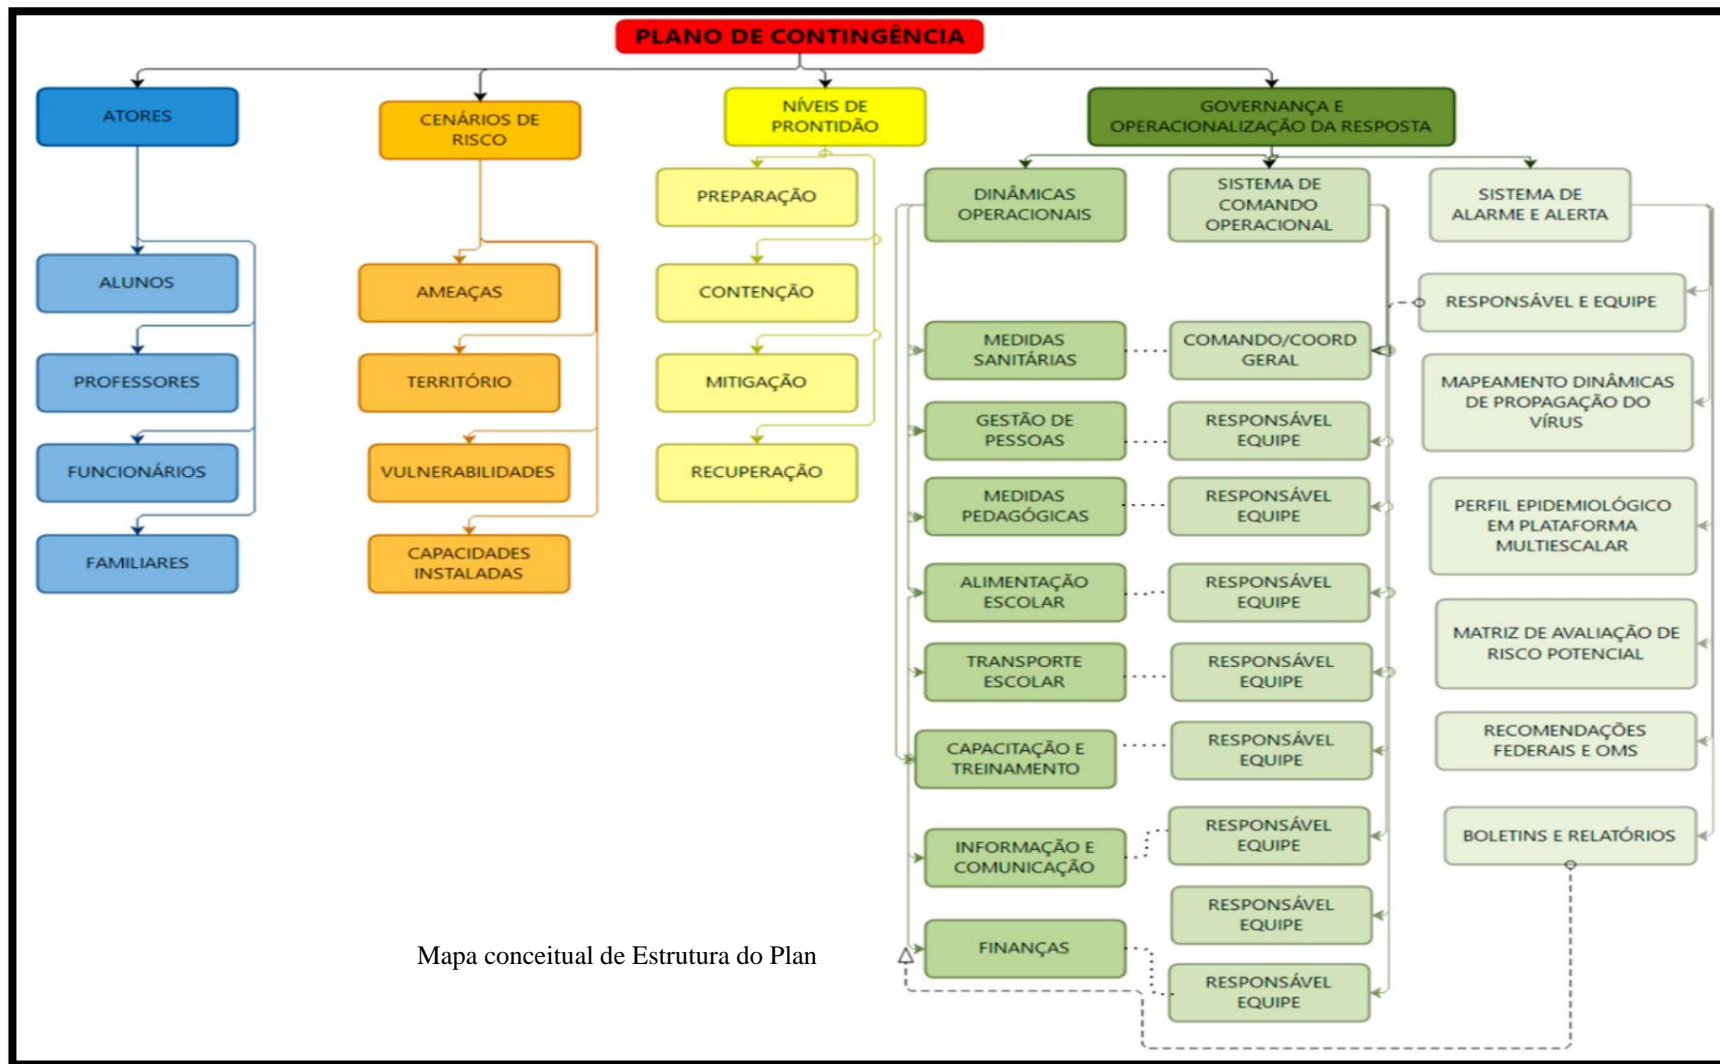 PLANO DE CONTINGÊNCIA
ATORES
ALUNOS
PROFESSORES
FUNCIONÁRIOS
FAMILIARES
CENÁRIOS DE
RISCO
AMEAÇAS
TERRITÓRIO
VULNERABILIDADES
CAPACIDADES
INSTALADAS
NÍVEIS DE
PRONTIDÃO
PREPARAÇÃO
CONTENÇÃO
MITIGAÇÃO
RECUPERAÇÃO
GOVERNANÇA E
OPERACIONALIZAÇÃO DA RESPOSTA
DINÂMICAS
OPERACIONAIS
MEDIDAS
SANITÁRIAS
GESTÃO DE
PESSOAS
MEDIDAS
PEDAGÓGICAS
ALIMENTAÇÃO
ESCOLAR
TRANSPORTE
ESCOLAR
CAPACITAÇÃO E
TREINAMENTO
INFORMAÇÃO E
COMUNICAÇÃO
FINANÇAS
SISTEMA DE
COMANDO
OPERACIONAL
COMANDO/COORD
GERAL
RESPONSÁVEL
EQUIPE
RESPONSÁVEL
EQUIPE
RESPONSÁVEL
EQUIPE
RESPONSÁVEL
EQUIPE
RESPONSÁVEL
EQUIPE
RESPONSÁVEL
EQUIPE
RESPONSÁVEL
EQUIPE
RESPONSÁVEL
EQUIPE
SISTEMA DE
ALARME E ALERTA
RESPONSÁVEL E EQUIPE
MAPEAMENTO DINÂMICAS
DE PROPAGAÇÃO DO
VÍRUS
PERFIL EPIDEMIOLÓGICO
EM PLATAFORMA
MULTIESCALAR
MATRIZ DE AVALIAÇÃO DE
RISCO POTENCIAL
RECOMENDAÇÕES
FEDERAIS E OMS
BOLETINS E RELATÓRIOS
Mapa conceitual de Estrutura do Plan